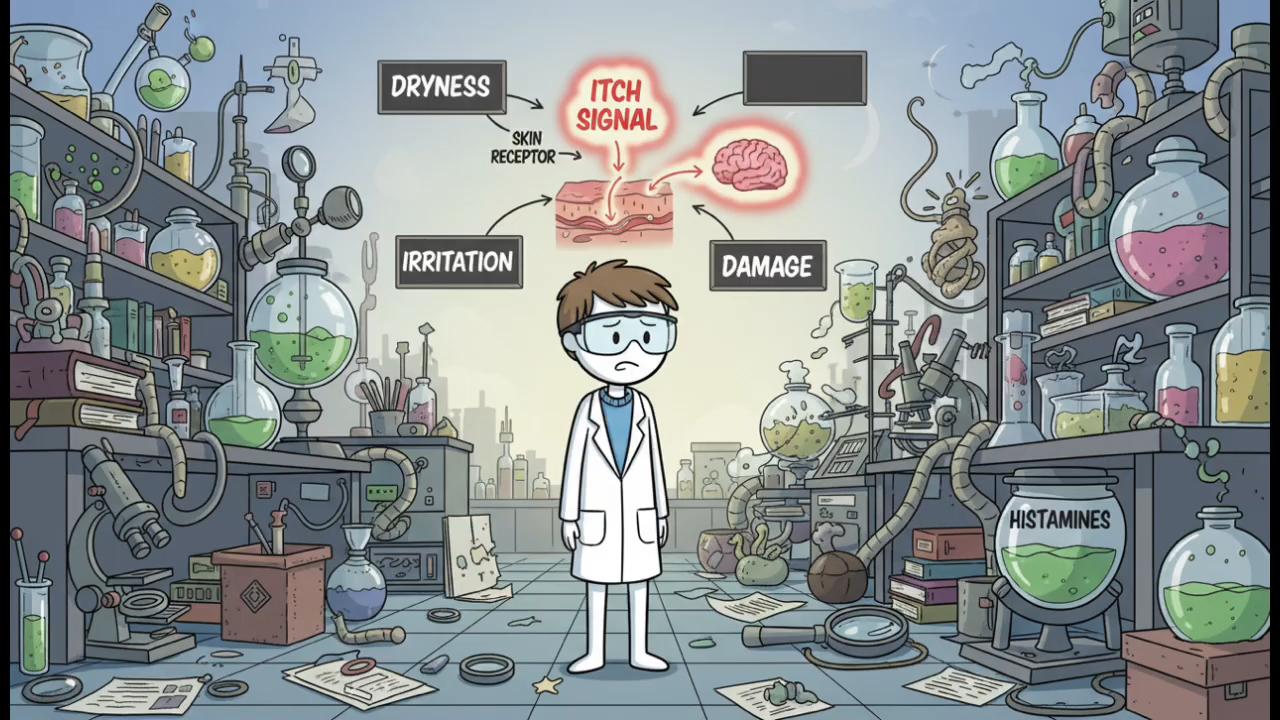 DRYNESS
ITCH
SIGNAL
SKIN
RECEPTOR
IRRITATION
DAMAGE
HISTAMINES